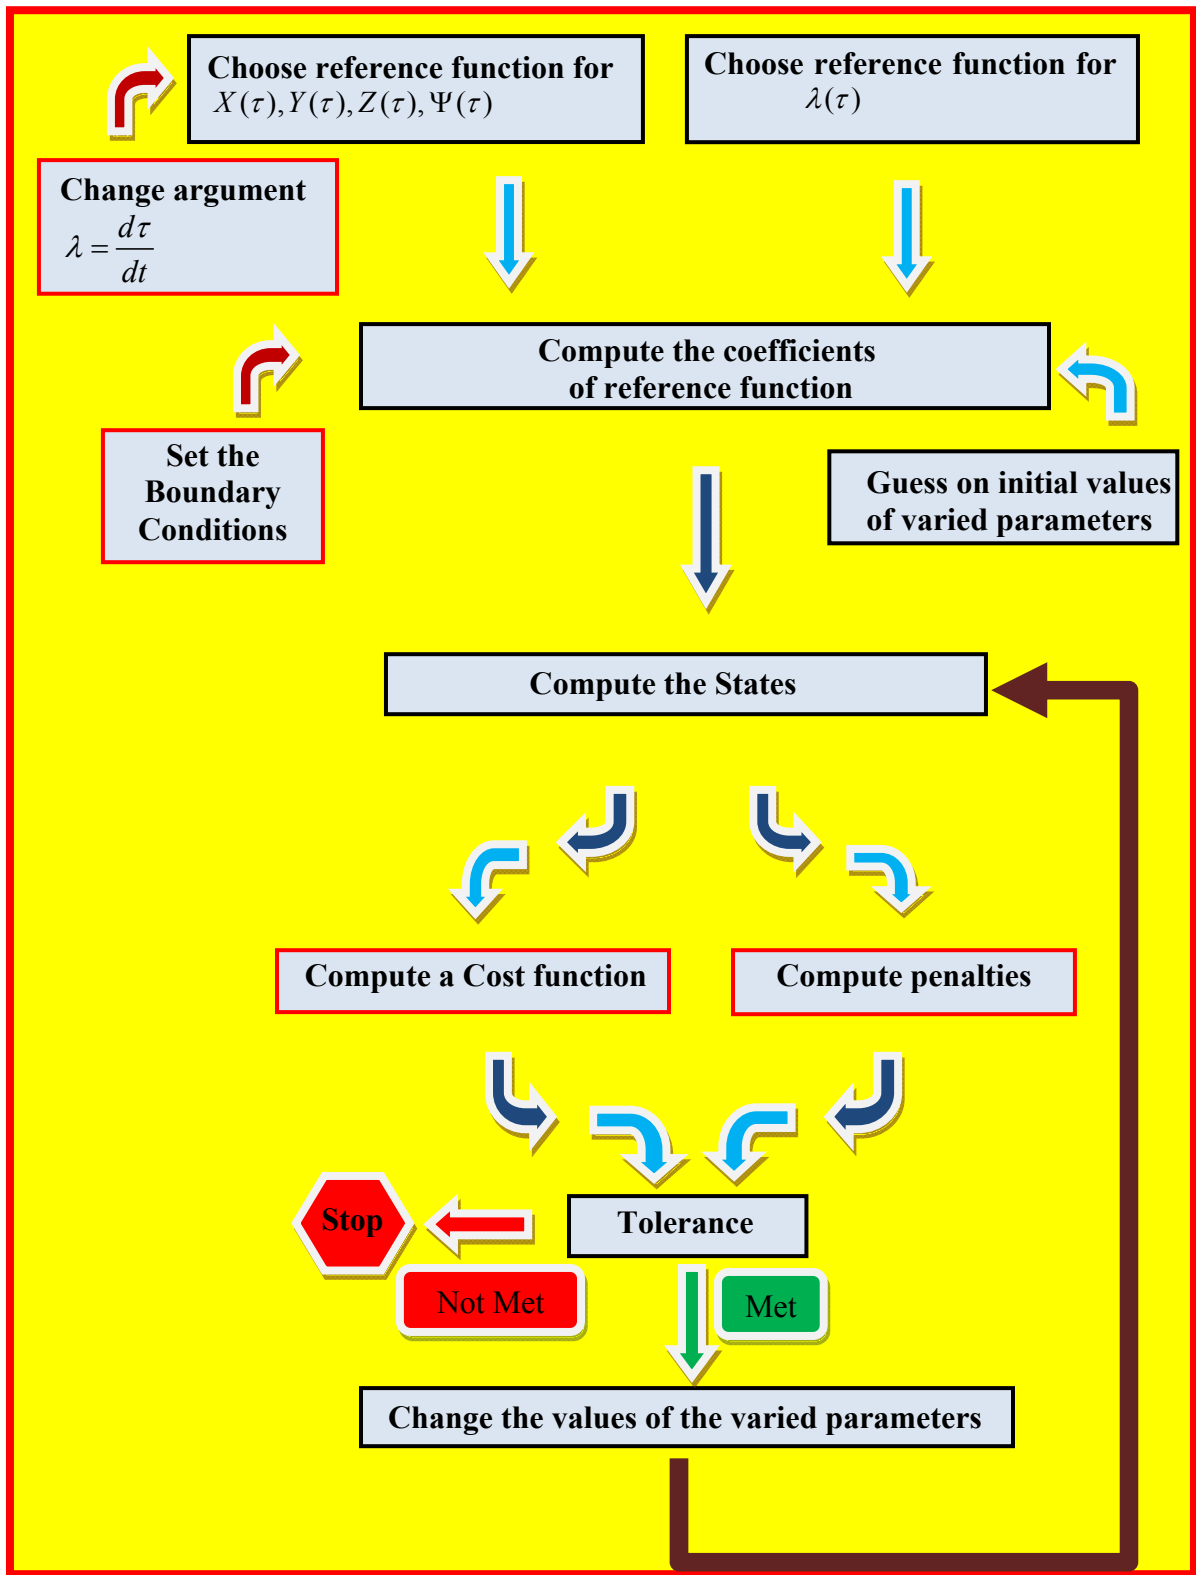 Choose reference function for
X(τ),Y(τ),Z(τ),Ψ(τ)
Choose reference function for
λ(τ)
Change argument
λ = dτ/dt
Compute the coefficients
of reference function
Set the
Boundary
Conditions
Guess on initial values
of varied parameters
Compute the States
Compute a Cost function
Compute penalties
Stop
Tolerance
Not Met
Met
Change the values of the varied parameters